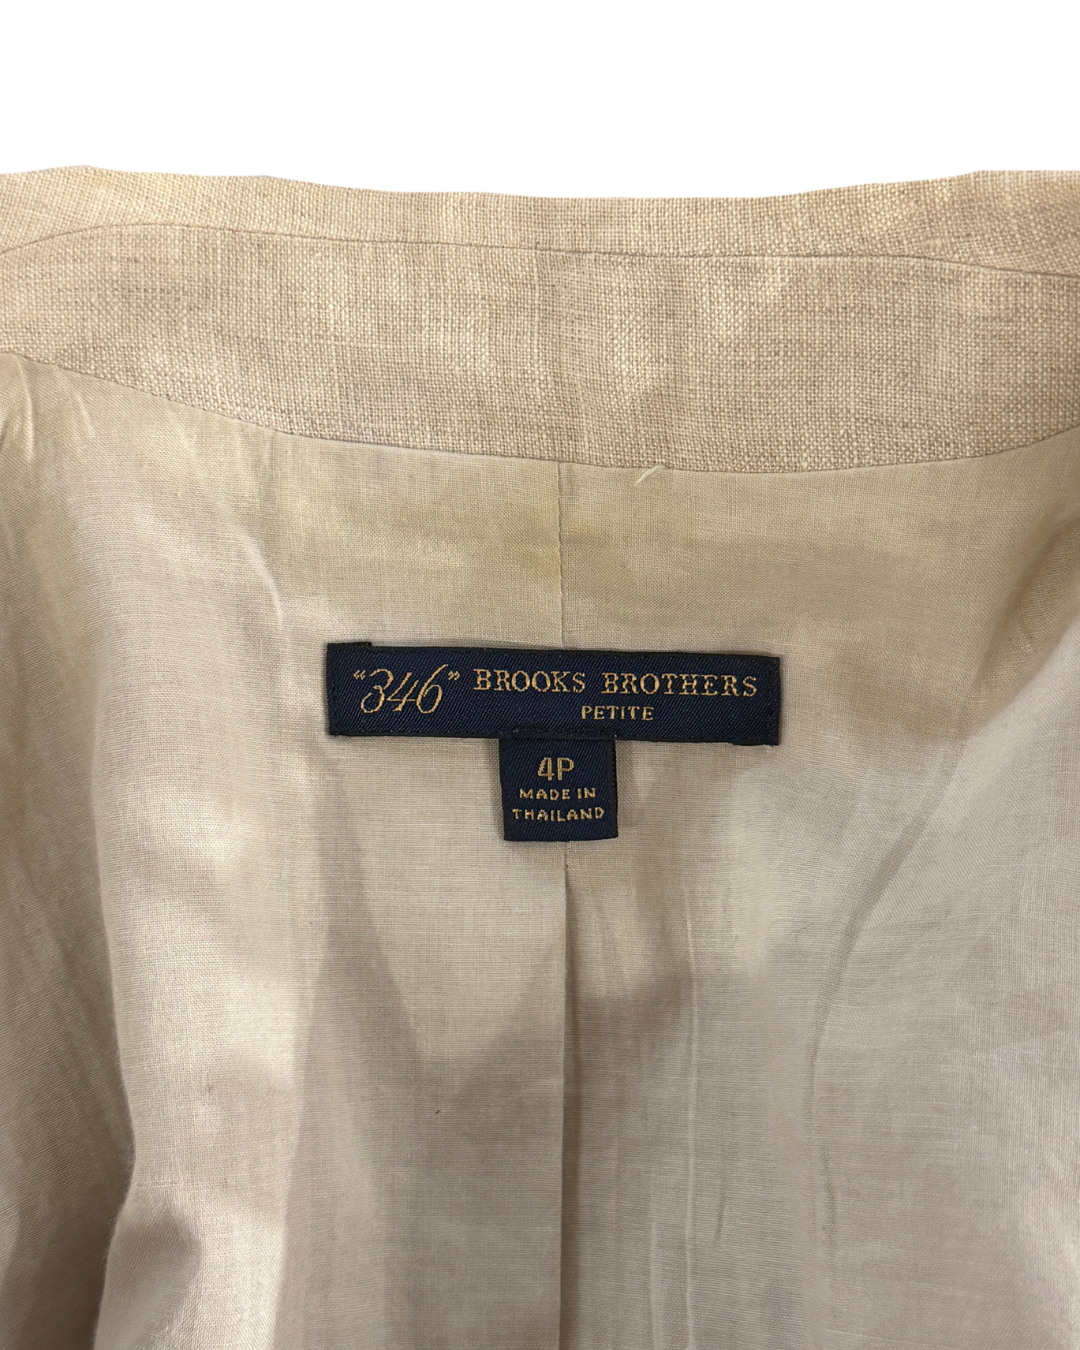 "346" BROOKS BROTHERS
PETITE
4P
MADE IN
THAILAND